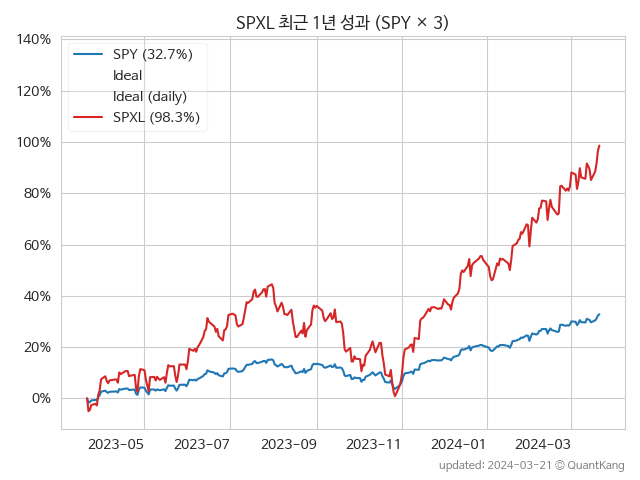 SPXL 최근 1년 성과 (SPY × 3)
140%
120%
100%
80%
60%
40%
20%
0%
SPY (32.7%)
Ideal
Ideal (daily)
SPXL (98.3%)
2023-05
2023-07
2023-09
2023-11
2024-01
2024-03
updated: 2024-03-21 © QuantKang